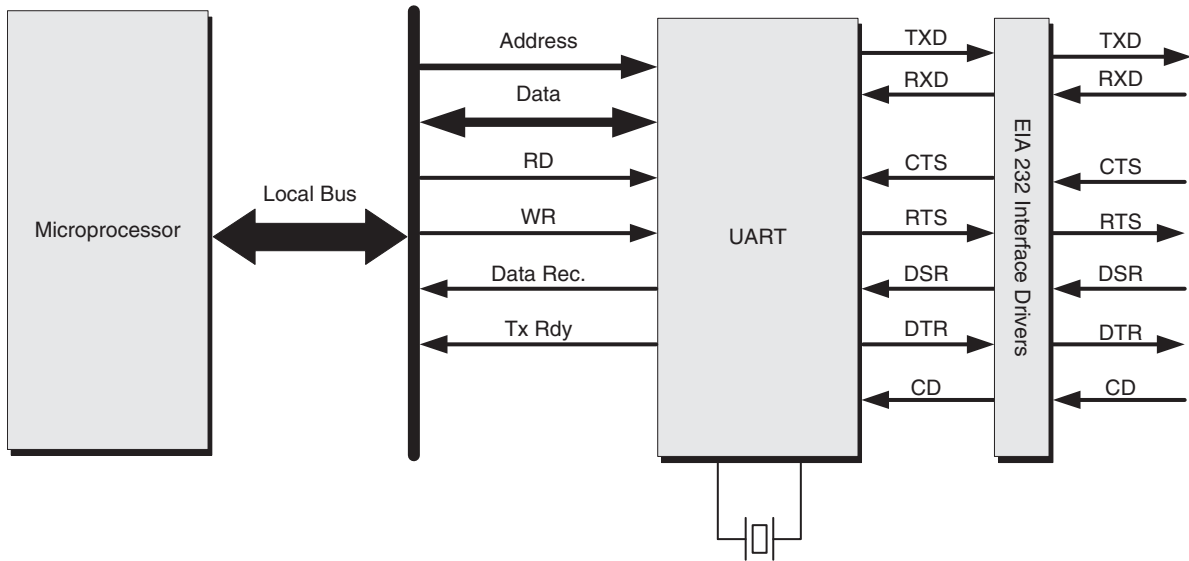 Microprocessor
Local Bus
Address
Data
RD
WR
Data Rec.
Tx Rdy
UART
TXD
RXD
CTS
RTS
DSR
DTR
CD
EIA 232 Interface Drivers
TXD
RXD
CTS
RTS
DSR
DTR
CD